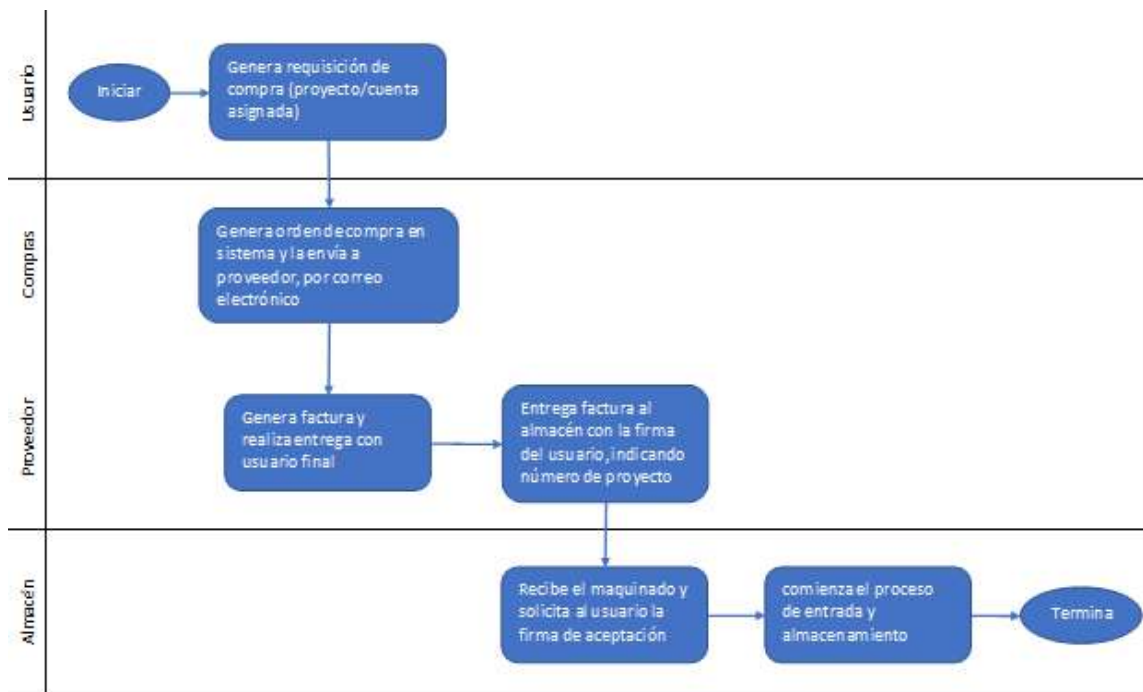 Usuario
Iniciar
Genera requisición de
compra (proyecto/cuenta
asignada)
Compras
Genera orden de compra en
sistema y la envía a
proveedor, por correo
electrónico
Proveedor
Genera factura y
realiza entrega con
usuario final
Entrega factura al
almacén con la firma
del usuario, indicando
número de proyecto
Almacén
Recibe el maquinado y
solicita al usuario la
firma de aceptación
comienza el proceso
de entrada y
almacenamiento
Termina